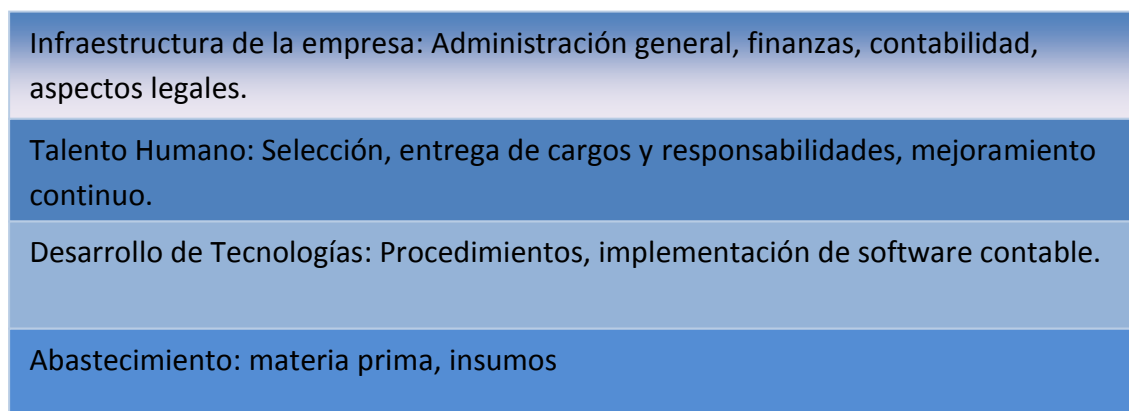 Infraestructura de la empresa: Administración general, finanzas, contabilidad,
aspectos legales.
Talento Humano: Selección, entrega de cargos y responsabilidades, mejoramiento
continuo.
Desarrollo de Tecnologías: Procedimientos, implementación de software contable.
Abastecimiento: materia prima, insumos